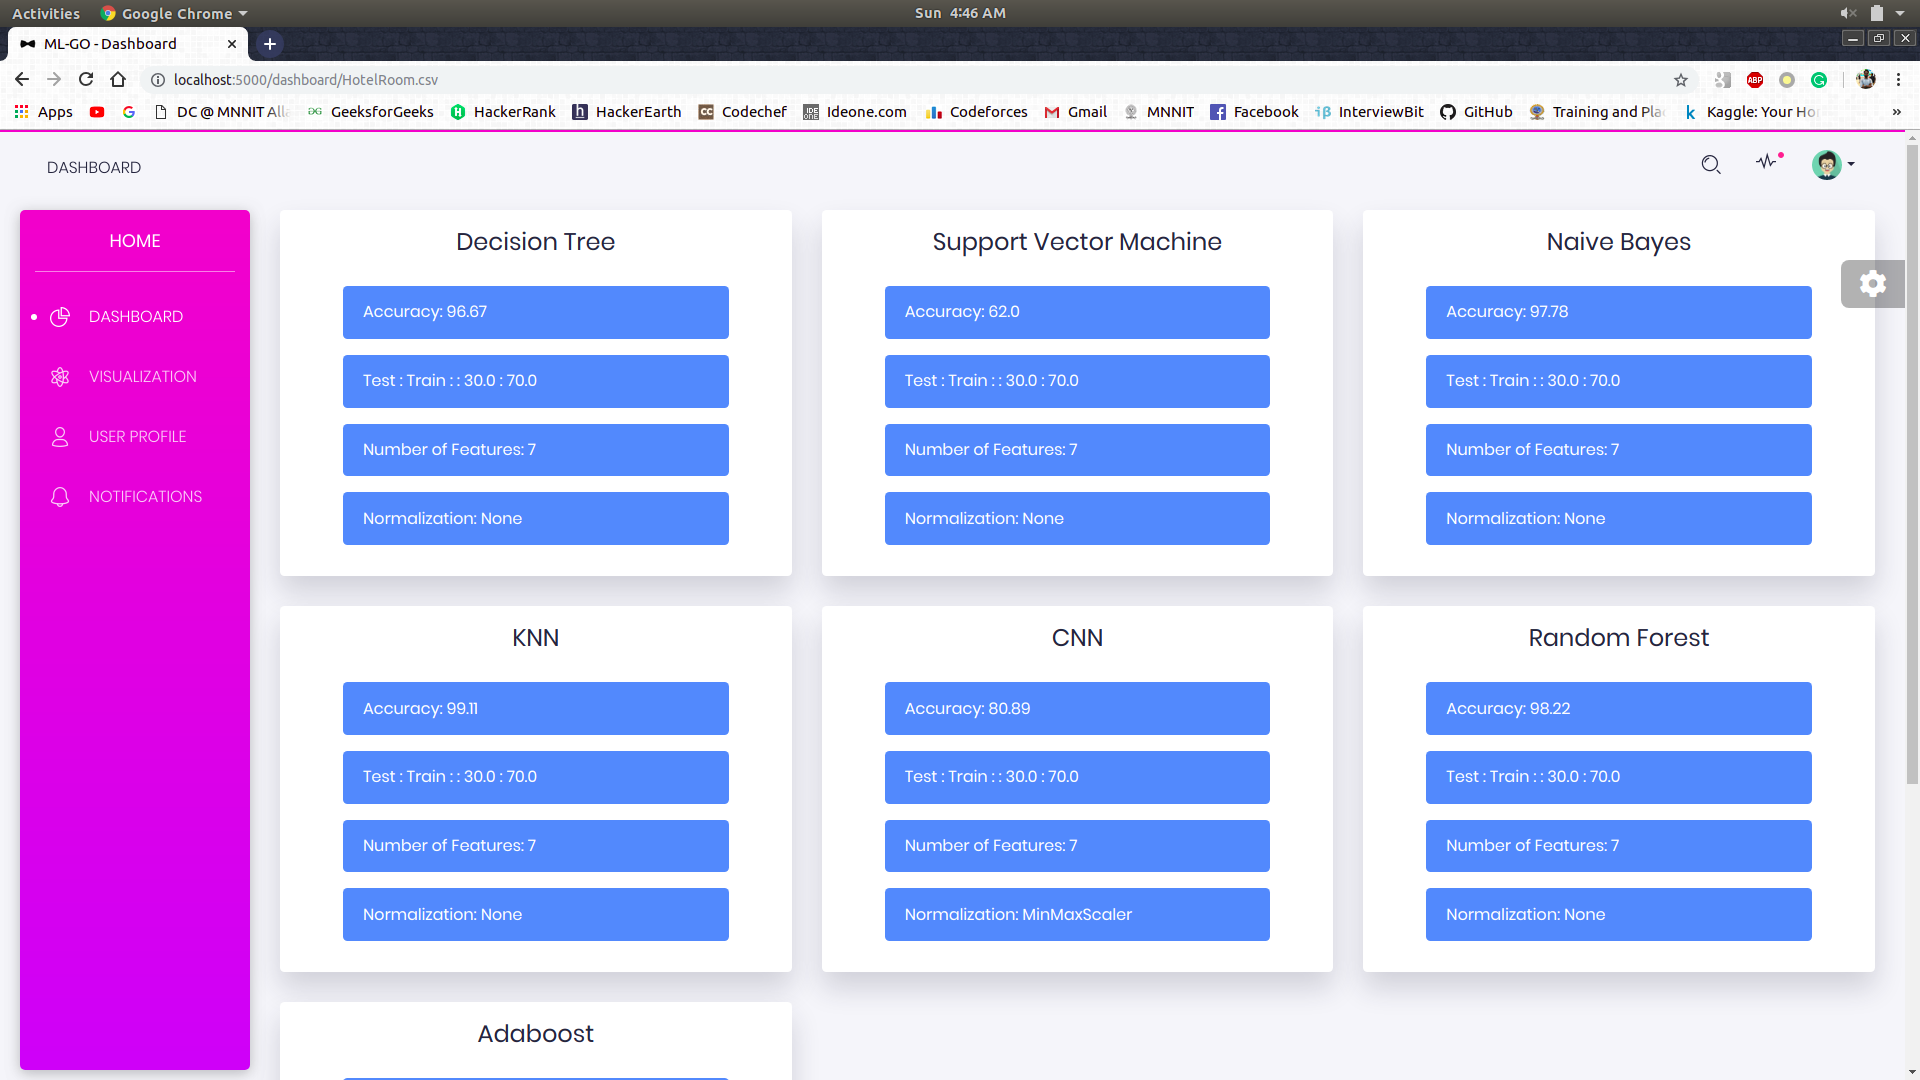 Activities Google Chrome Sun 4:46 AM
ML-GO - Dashboard
localhost:5000/dashboard/HotelRoom.csv ABP
Apps DC @ MNNIT Alla GeeksforGeeks HackerRank HackerEarth Codechef Ideone.com Codeforces Gmail MNNIT Facebook InterviewBit GitHub Training and Plac Kaggle: Your Hor »
DASHBOARD
HOME
DASHBOARD
VISUALIZATION
USER PROFILE
NOTIFICATIONS
Decision Tree
Accuracy: 96.67
Test : Train : : 30.0 : 70.0
Number of Features: 7
Normalization: None
Support Vector Machine
Accuracy: 62.0
Test : Train : : 30.0 : 70.0
Number of Features: 7
Normalization: None
Naive Bayes
Accuracy: 97.78
Test : Train : : 30.0 : 70.0
Number of Features: 7
Normalization: None
KNN
Accuracy: 99.11
Test : Train : : 30.0 : 70.0
Number of Features: 7
Normalization: None
CNN
Accuracy: 80.89
Test : Train : : 30.0 : 70.0
Number of Features: 7
Normalization: MinMaxScaler
Random Forest
Accuracy: 98.22
Test : Train : : 30.0 : 70.0
Number of Features: 7
Normalization: None
Adaboost